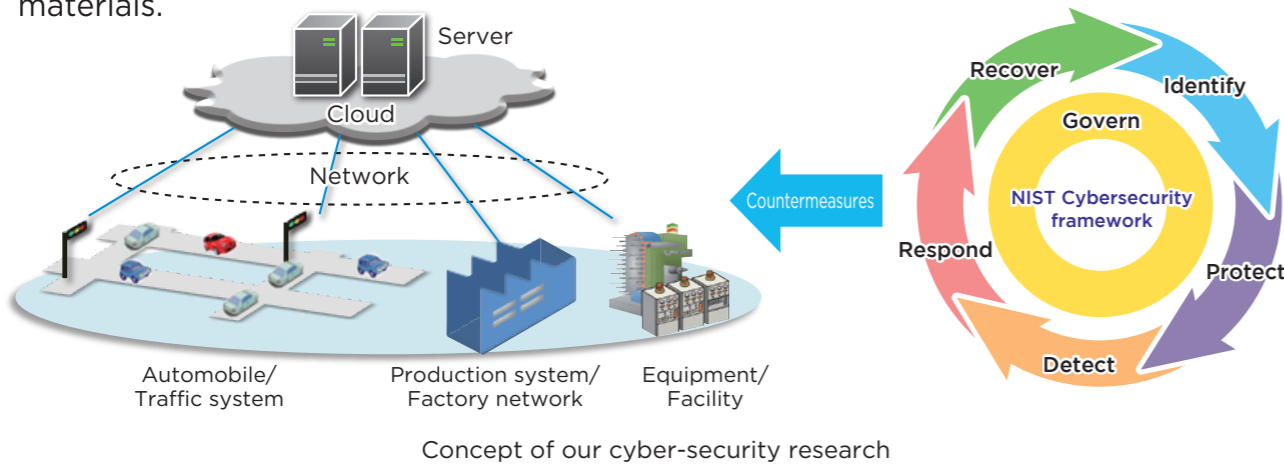 materials.
Server
Cloud
Network
Automobile/
Traffic system
Production system/
Factory network
Equipment/
Facility
Countermeasures
Recover
Identify
Govern
NIST Cybersecurity
framework
Respond
Protect
Detect
Concept of our cyber-security research